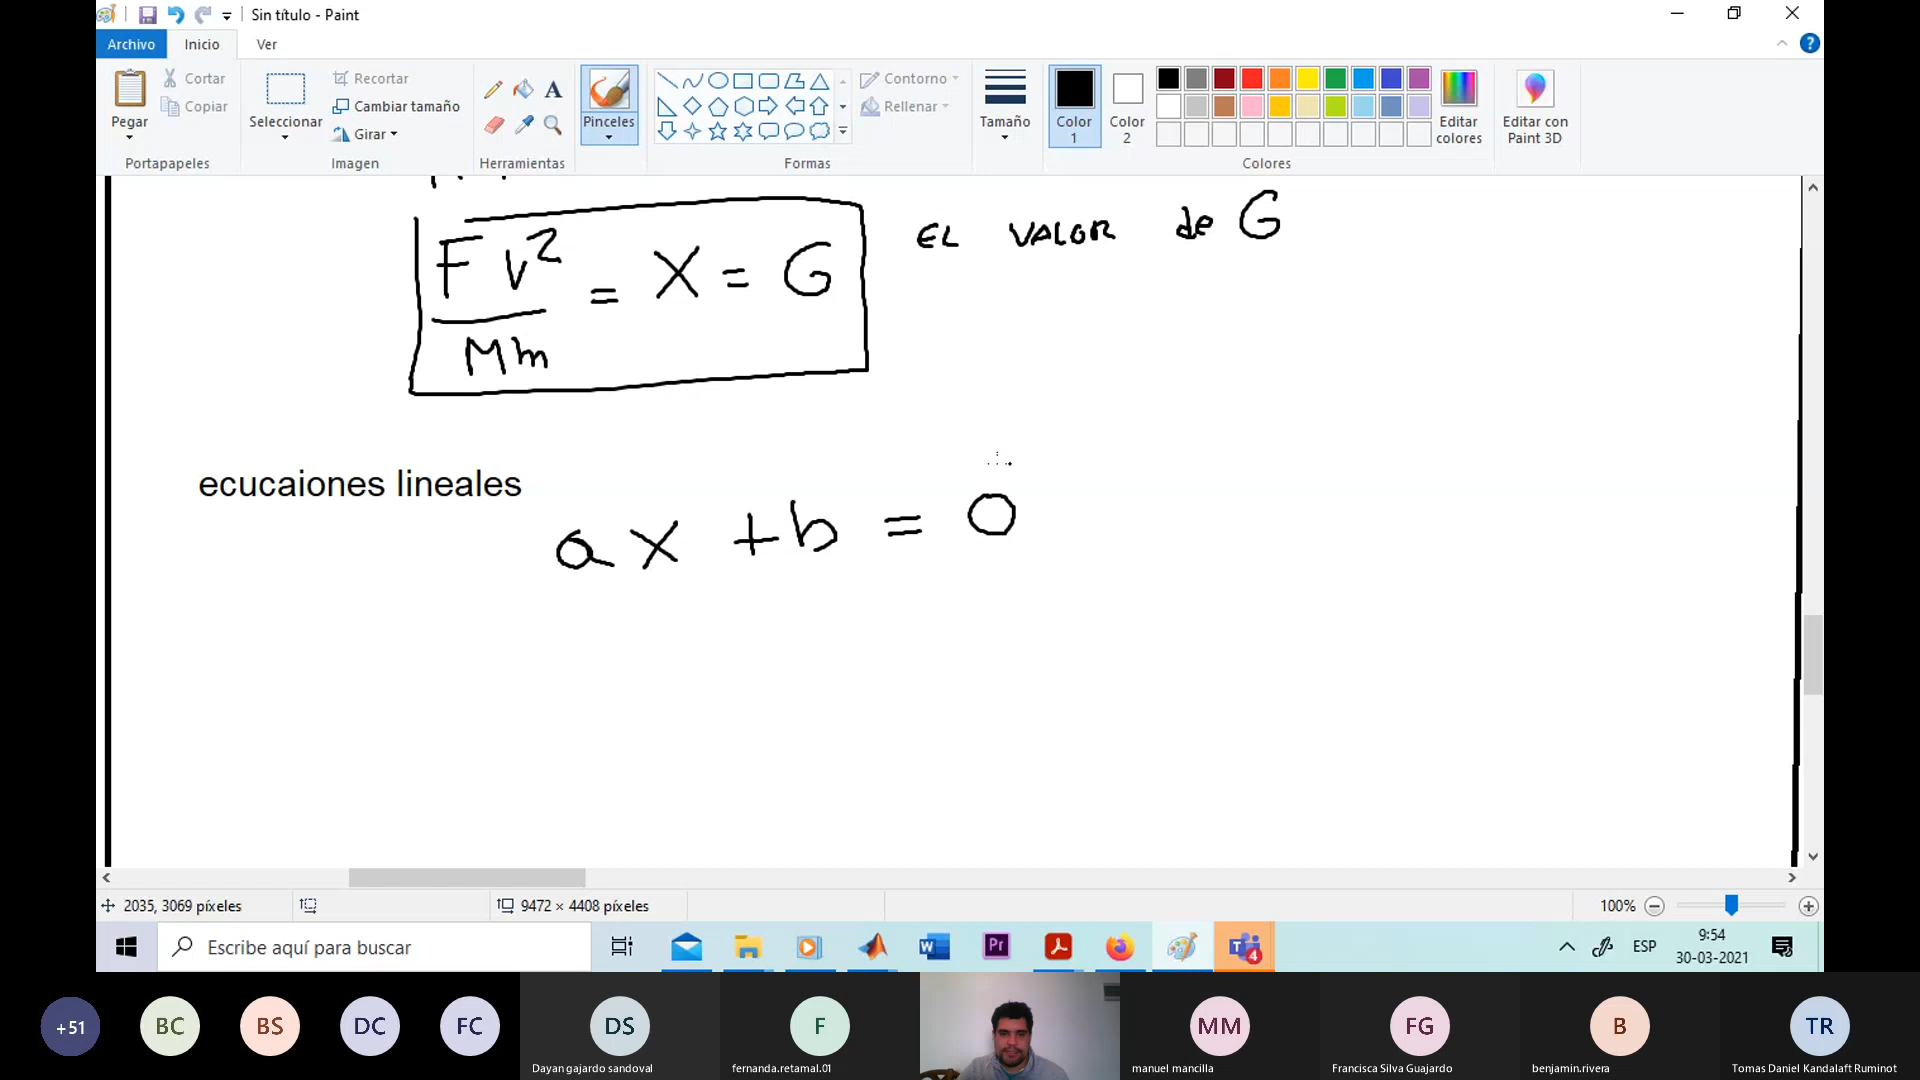 Sin título - Paint
Archivo Inicio Ver
Pegar
Cortar
Copiar
Portapapeles
Seleccionar
Recortar
Cambiar tamaño
Girar
Imagen
Herramientas
Pinceles
Contorno
Rellenar
Formas
Tamaño
Color 1
Color 2
Editar colores
Editar con Paint 3D
Colores
F v² / M m = X = G
EL VALOR de G
ecucaiones lineales
a x + b = 0
2035, 3069 píxeles
9472 × 4408 píxeles
100%
Escribe aquí para buscar
Pr
4
ESP
9:54
30-03-2021
+51
BC
BS
DC
FC
DS
Dayan gajardo sandoval
F
fernanda.retamal.01
MM
manuel mancilla
FG
Francisca Silva Guajardo
B
benjamin.rivera
TR
Tomas Daniel Kandalaft Ruminot